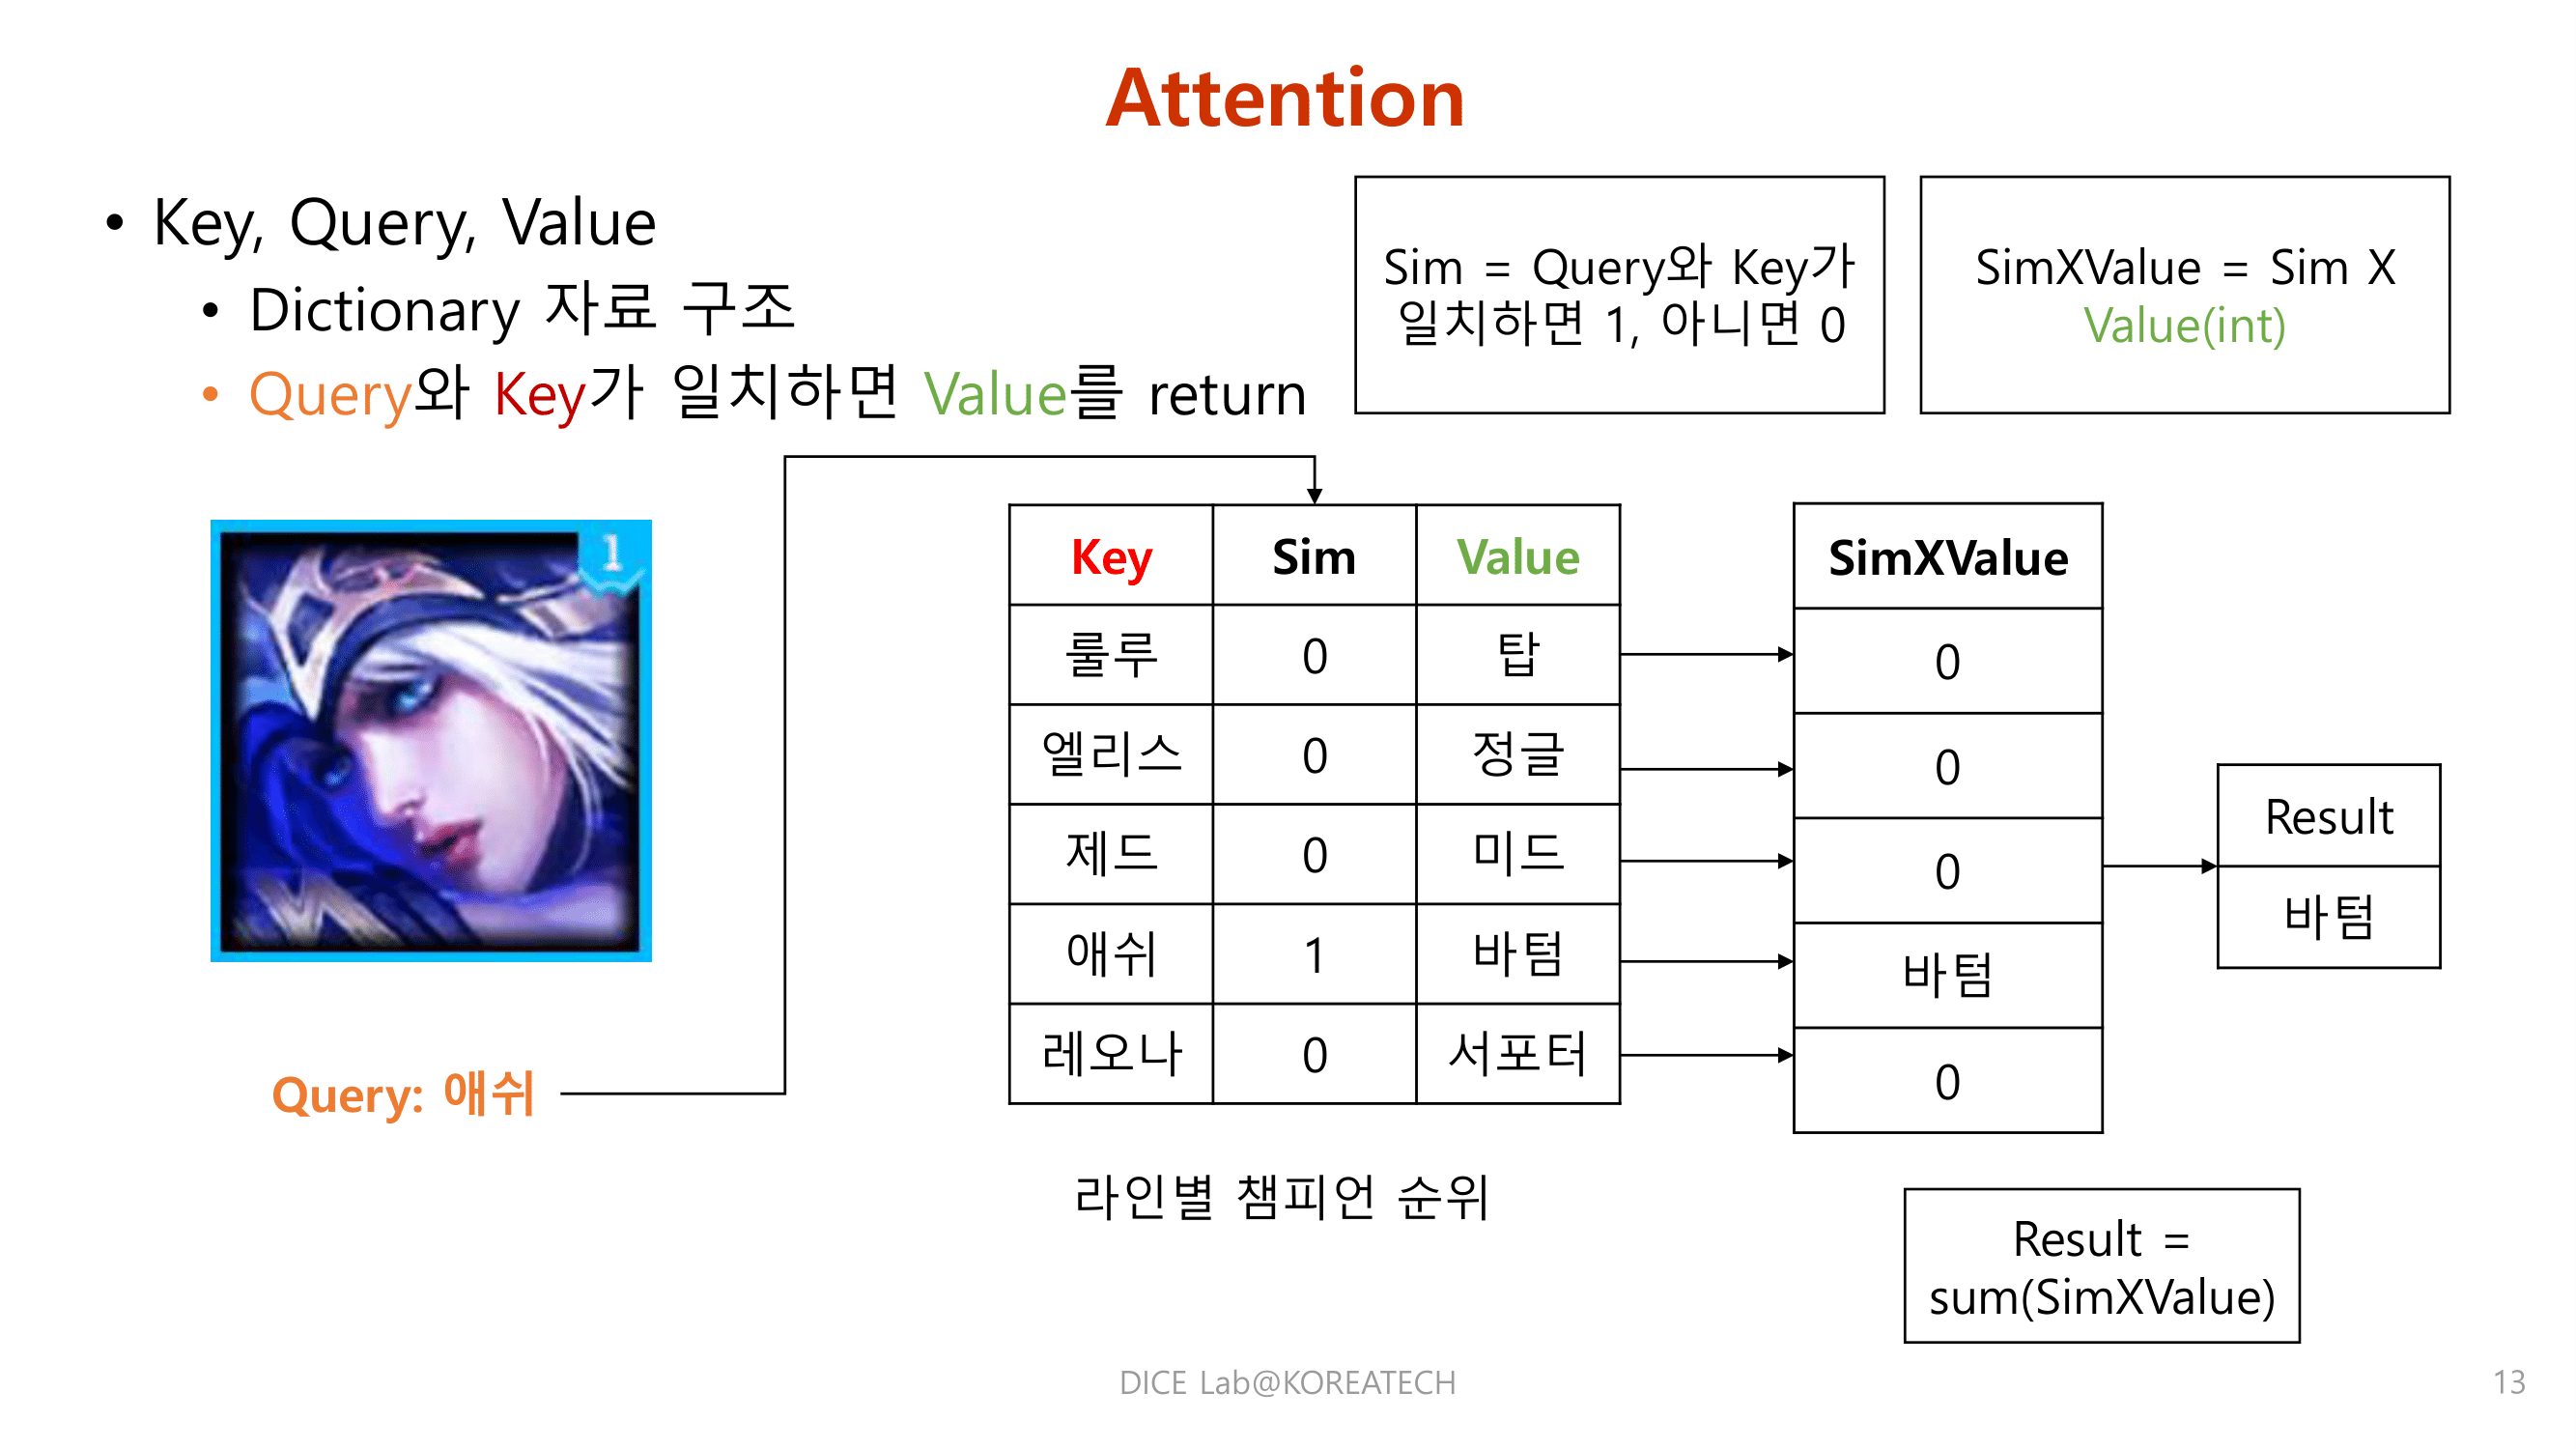 Attention
• Key, Query, Value
• Dictionary 자료 구조
• Query와 Key가 일치하면 Value를 return
Sim = Query와 Key가
일치하면 1, 아니면 0
SimXValue = Sim X
Value(int)
1
Query: 애쉬
Key Sim Value
룰루 0 탑
엘리스 0 정글
제드 0 미드
애쉬 1 바텀
레오나 0 서포터
라인별 챔피언 순위
SimXValue
0
0
0
바텀
0
Result
바텀
Result =
sum(SimXValue)
DICE Lab@KOREATECH
13